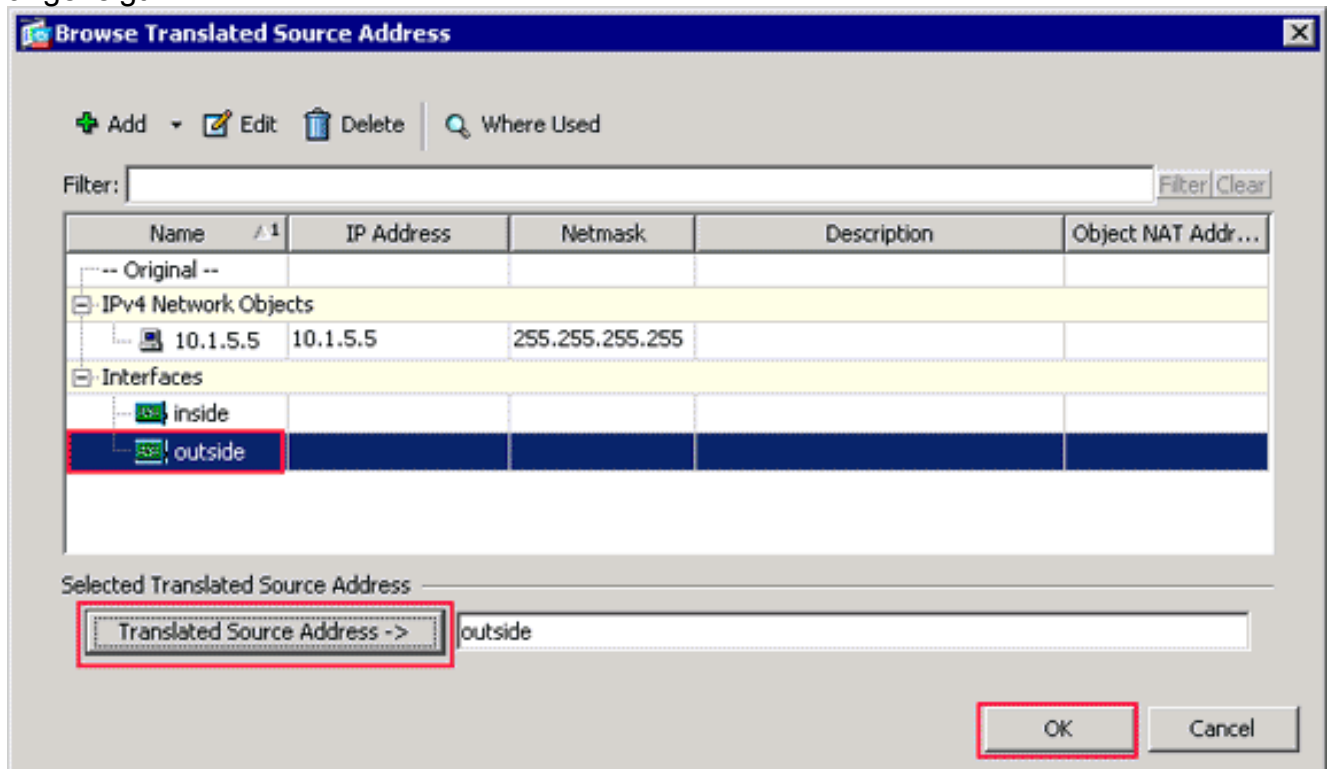 Browse Translated Source Address
Add Edit Delete Where Used
Filter: Filter Clear
Name 1 IP Address Netmask Description Object NAT Addr...
-- Original --
IPv4 Network Objects
10.1.5.5 10.1.5.5 255.255.255.255
Interfaces
inside
outside
Selected Translated Source Address
Translated Source Address -> outside
OK Cancel